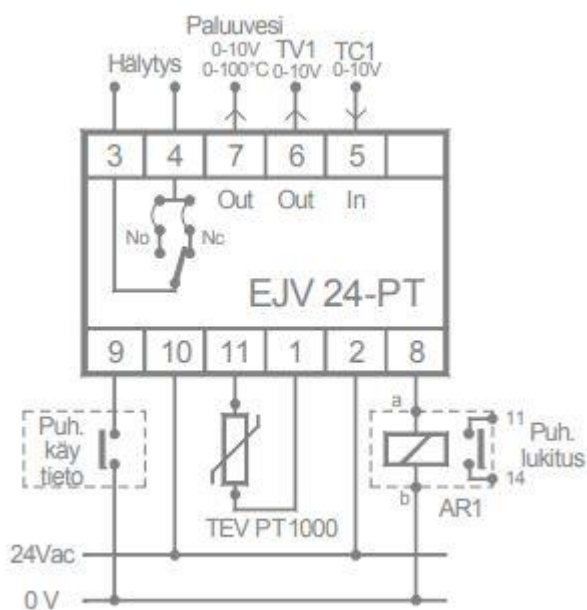 Paluuvesi
Hälytys 0-10V TV1 TC1
0-100°C 0-10V 0-10V
3 4 7 6 5
Out Out In
No Nc
EJV 24-PT
9 10 11 1 2 8
a
Puh.
käy
tieto
11
Puh.
lukitus
14
b
AR1
TEV PT1000
24Vac
0 V